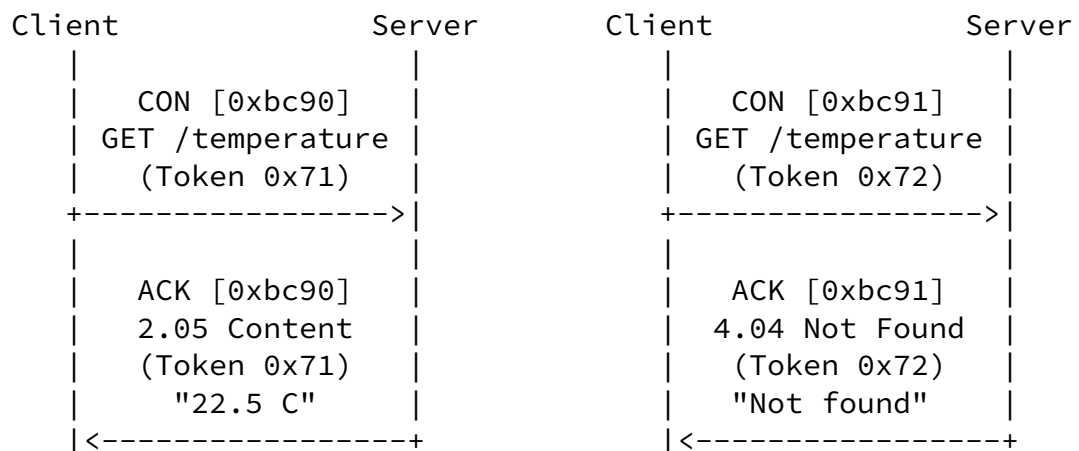 Client Server Client Server
CON [0xbc90] CON [0xbc91]
GET /temperature GET /temperature
(Token 0x71) (Token 0x72)
ACK [0xbc90] ACK [0xbc91]
2.05 Content 4.04 Not Found
(Token 0x71) (Token 0x72)
"22.5 C" "Not found"